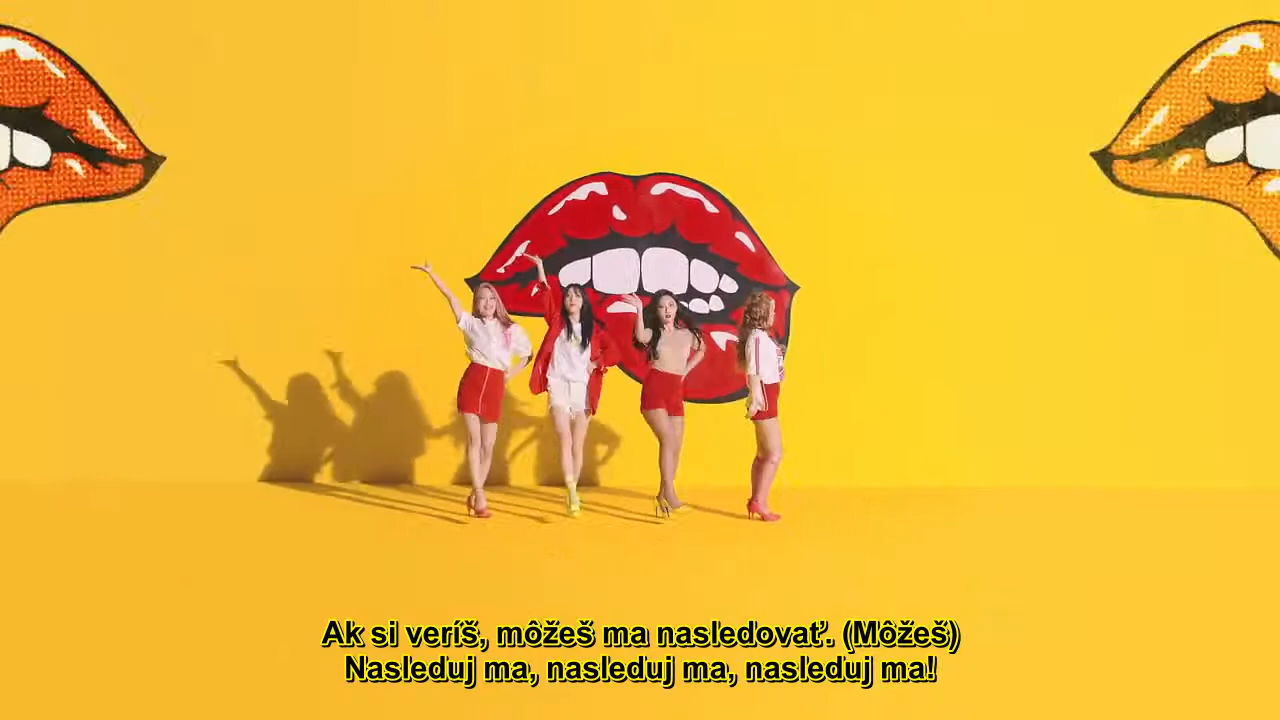 Ak si veríš, môžeš ma nasledovať. (Môžeš)
Nasleduj ma, nasleduj ma, nasleduj ma!